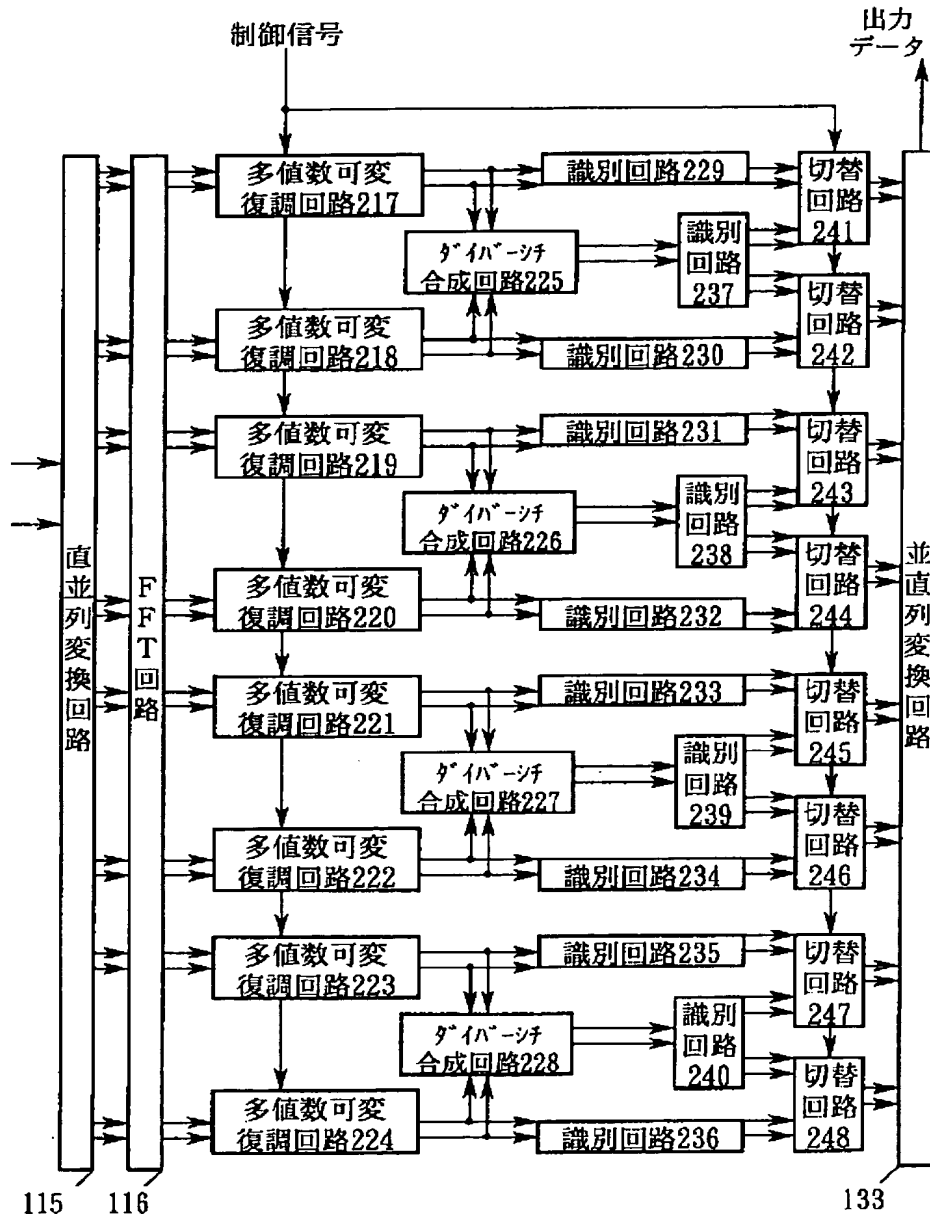 制御信号
出力
データ
多値数可変
復調回路217
識別回路229
切替
回路
241
ダイバーシチ
合成回路225
識別
回路
237
切替
回路
242
多値数可変
復調回路218
識別回路230
多値数可変
復調回路219
識別回路231
切替
回路
243
ダイバーシチ
合成回路226
識別
回路
238
切替
回路
244
多値数可変
復調回路220
識別回路232
直並列変換回路
FFT回路
並直列変換回路
多値数可変
復調回路221
識別回路233
切替
回路
245
ダイバーシチ
合成回路227
識別
回路
239
切替
回路
246
多値数可変
復調回路222
識別回路234
多値数可変
復調回路223
識別回路235
切替
回路
247
ダイバーシチ
合成回路228
識別
回路
240
切替
回路
248
多値数可変
復調回路224
識別回路236
115
116
133